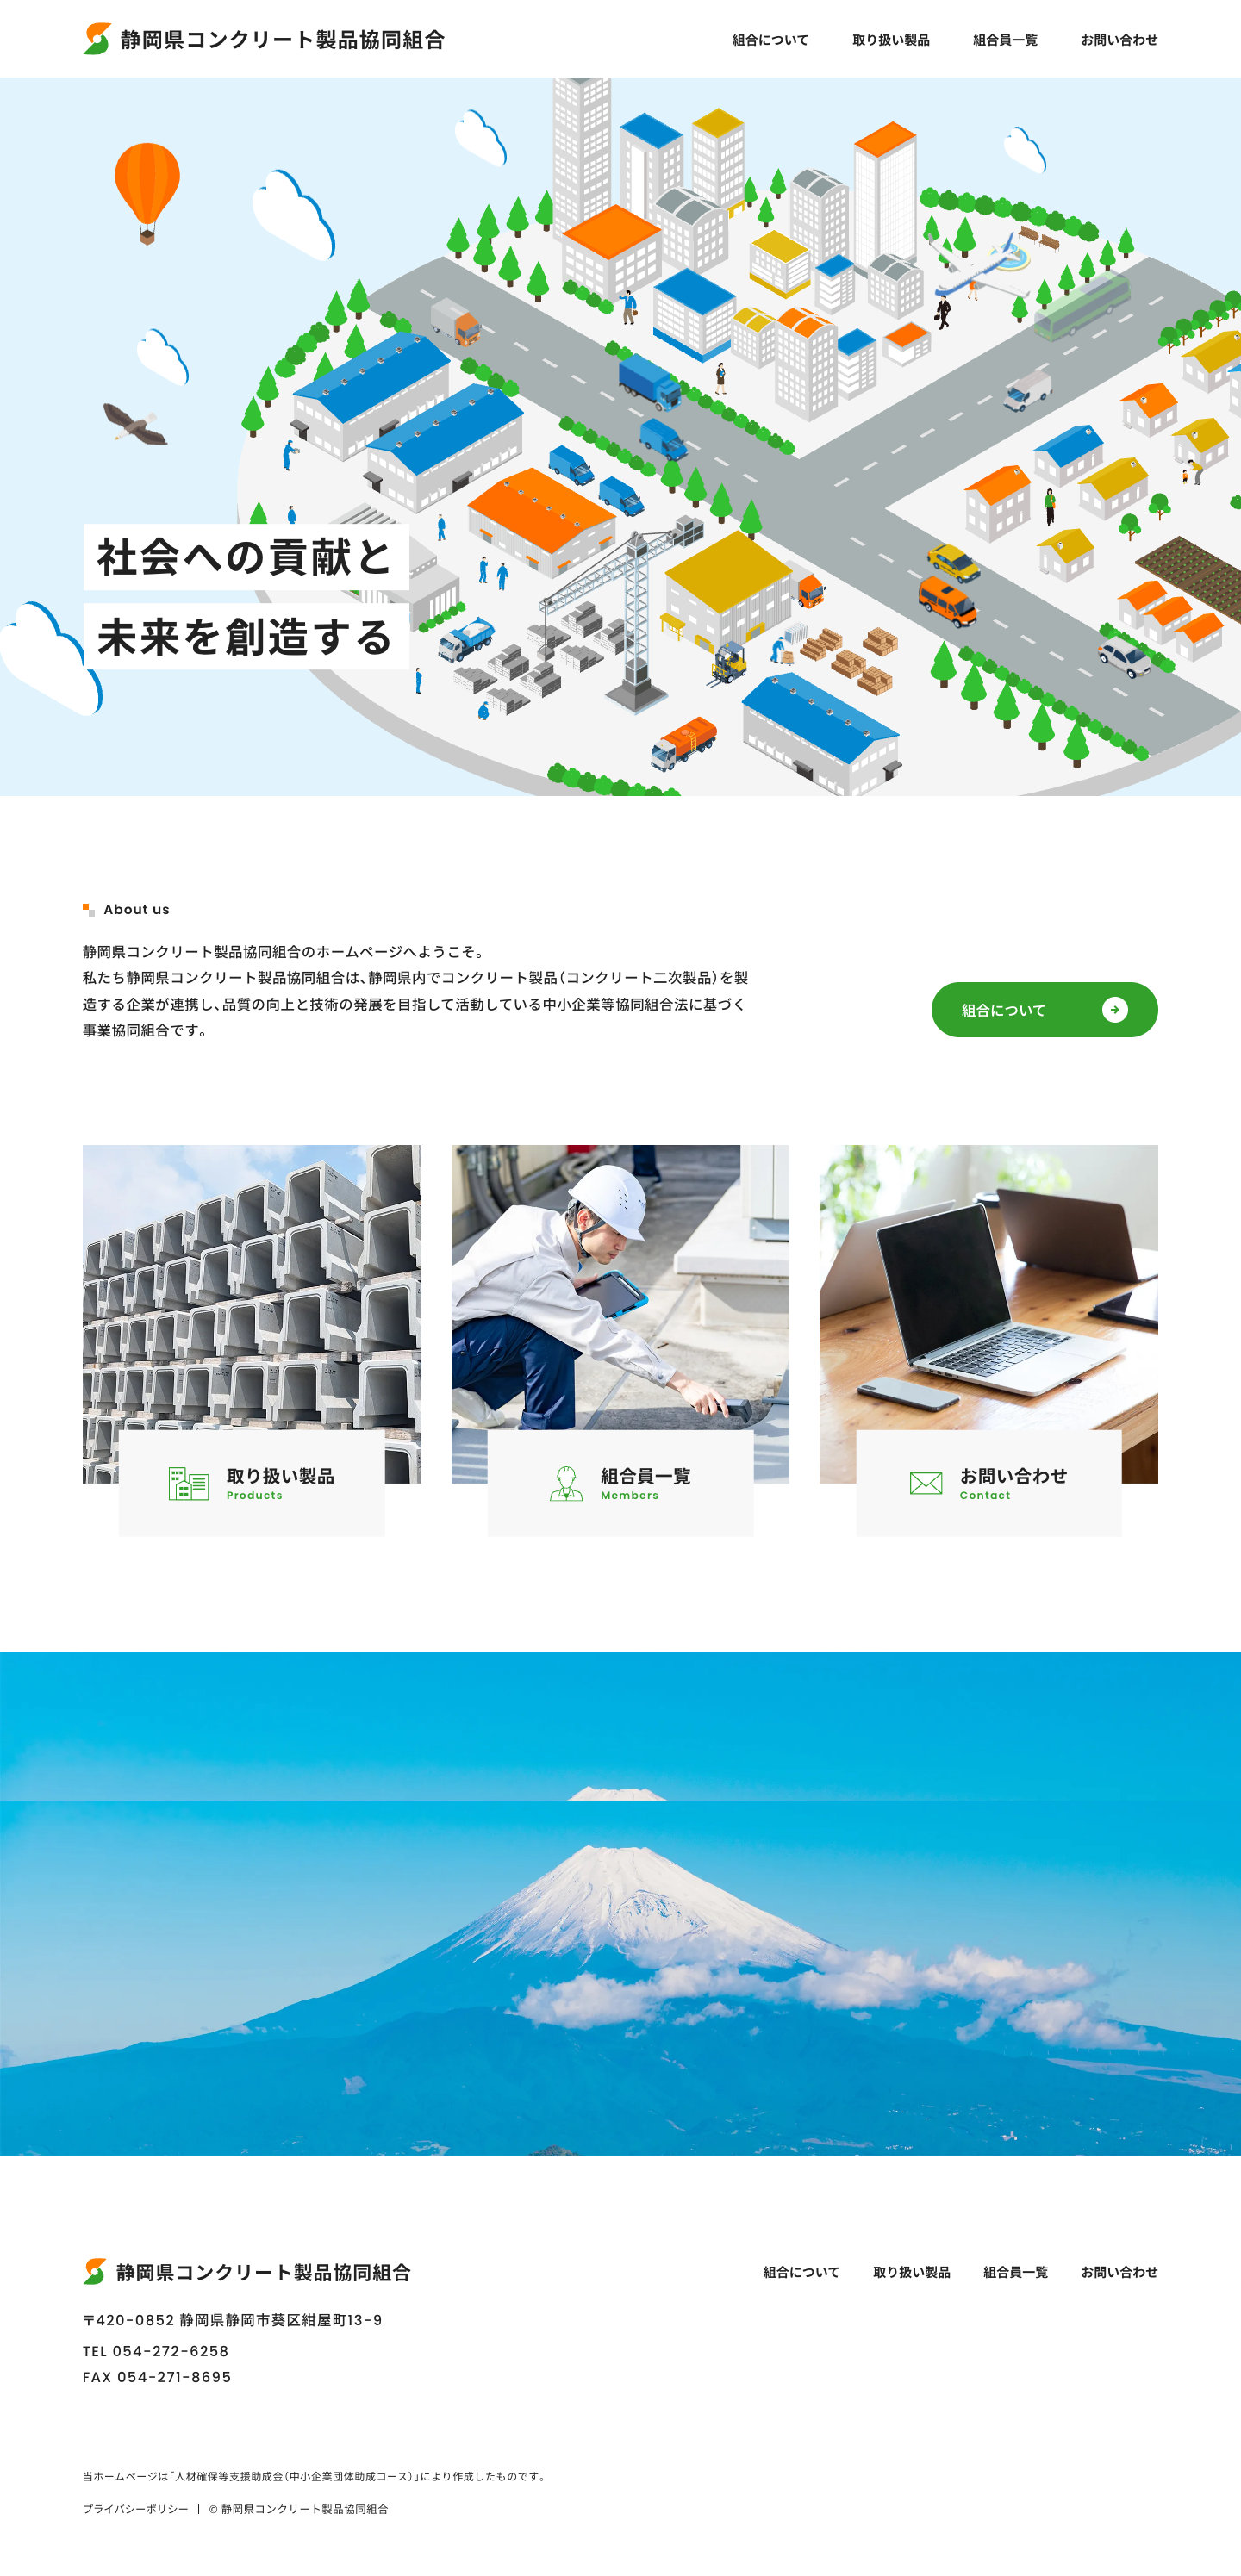 静岡県コンクリート製品協同組合
組合について
取り扱い製品
組合員一覧
お問い合わせ
社会への貢献と
未来を創造する
About us
静岡県コンクリート製品協同組合のホームページへようこそ。
私たち静岡県コンクリート製品協同組合は、静岡県内でコンクリート製品（コンクリート二次製品）を製
造する企業が連携し、品質の向上と技術の発展を目指して活動している中小企業等協同組合法に基づく
事業協同組合です。
組合について
取り扱い製品
Products
組合員一覧
Members
お問い合わせ
Contact
静岡県コンクリート製品協同組合
組合について
取り扱い製品
組合員一覧
お問い合わせ
〒420-0852 静岡県静岡市葵区紺屋町13-9
TEL 054-272-6258
FAX 054-271-8695
当ホームページは「人材確保等支援助成金（中小企業団体助成コース）」により作成したものです。
プライバシーポリシー | © 静岡県コンクリート製品協同組合